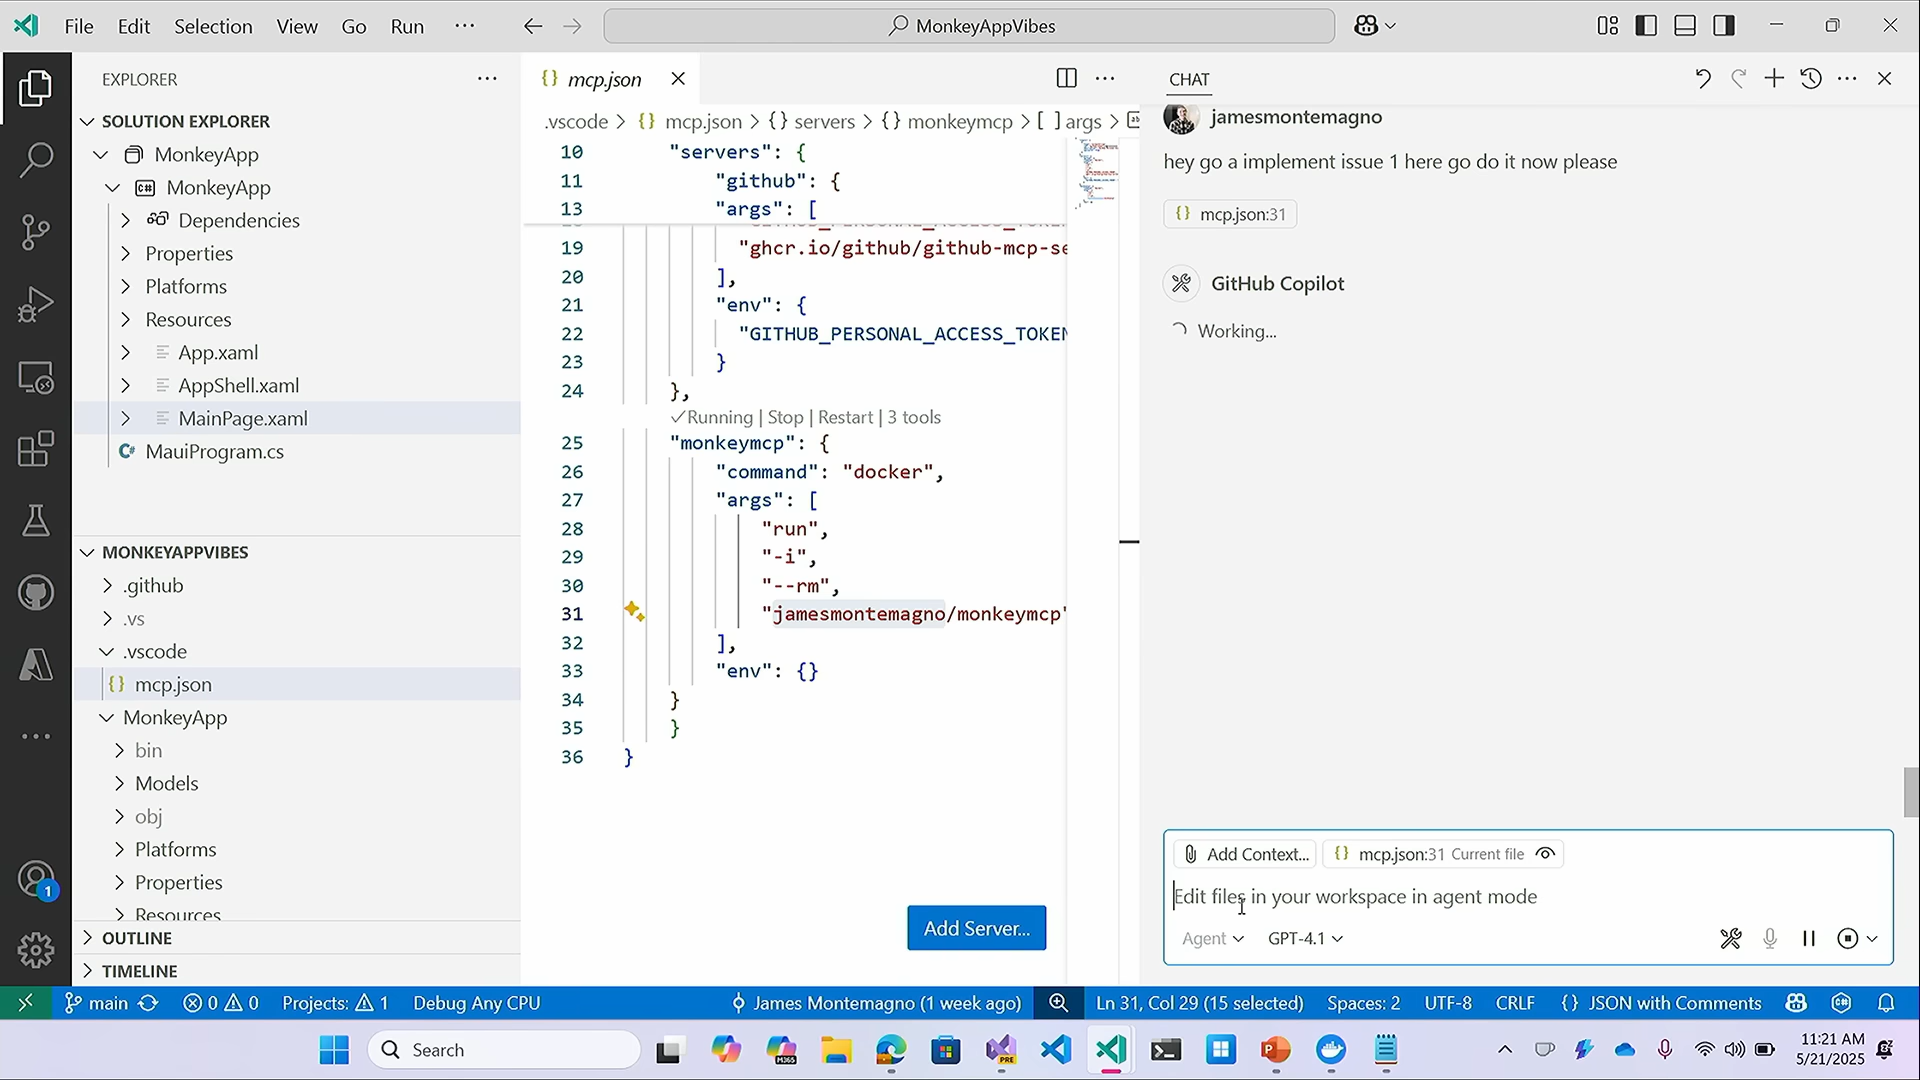 File Edit Selection View Go Run ···
MonkeyAppVibes
EXPLORER
SOLUTION EXPLORER
MonkeyApp
MonkeyApp
Dependencies
Properties
Platforms
Resources
App.xaml
AppShell.xaml
MainPage.xaml
MauiProgram.cs
MONKEYAPPVIBES
.github
.vs
.vscode
mcp.json
MonkeyApp
bin
Models
obj
Platforms
Properties
Resources
OUTLINE
TIMELINE
1
{} mcp.json
.vscode > {} mcp.json > {} servers > {} monkeymcp > [ ] args >
10 "servers": {
11 "github": {
13 "args": [
19 "ghcr.io/github/github-mcp-se
20 ],
21 "env": {
22 "GITHUB_PERSONAL_ACCESS_TOKEN
23 }
24 },
✓Running | Stop | Restart | 3 tools
25 "monkeymcp": {
26 "command": "docker",
27 "args": [
28 "run",
29 "-i",
30 "--rm",
31 "jamesmontemagno/monkeymcp"
32 ],
33 "env": {}
34 }
35 }
36 }
Add Server...
CHAT
jamesmontemagno
hey go a implement issue 1 here go do it now please
{} mcp.json:31
GitHub Copilot
Working...
Add Context... {} mcp.json:31 Current file
Edit files in your workspace in agent mode
Agent GPT-4.1
main 0 0 Projects: 1 Debug Any CPU James Montemagno (1 week ago) Ln 31, Col 29 (15 selected) Spaces: 2 UTF-8 CRLF {} JSON with Comments
Search
M365
PRE
11:21 AM
5/21/2025